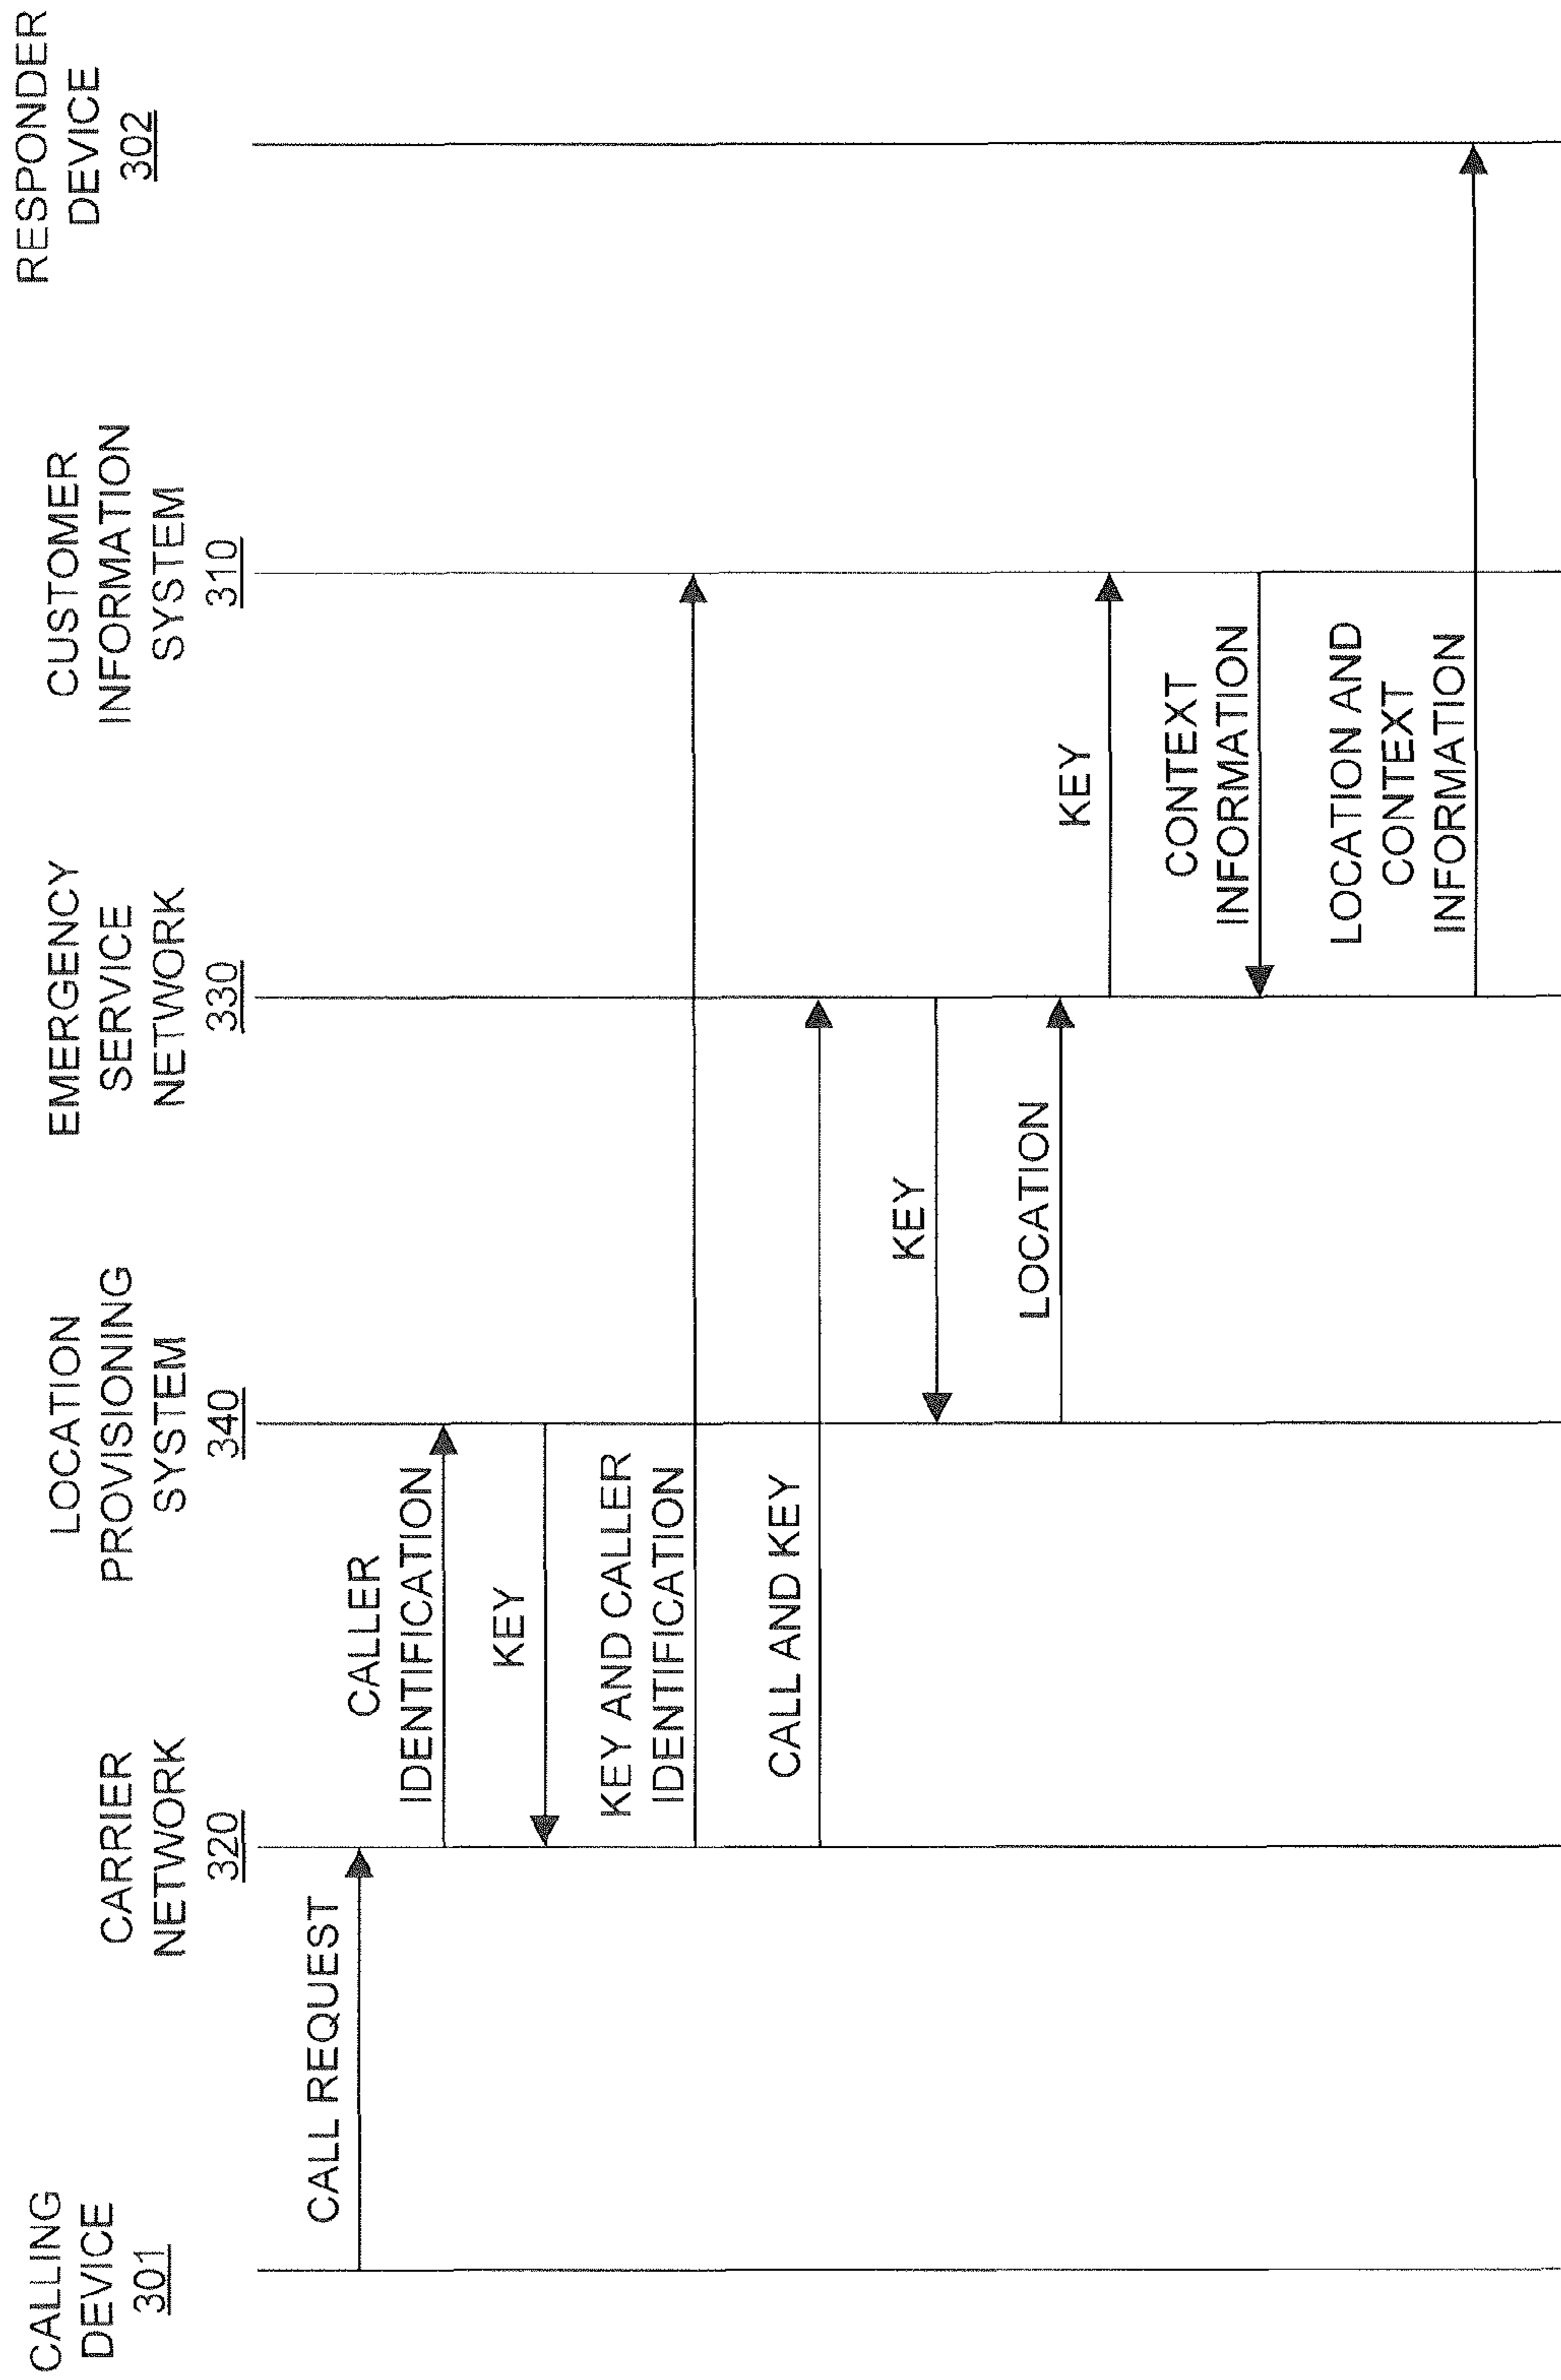 CALLING
DEVICE
301
CARRIER
NETWORK
320
LOCATION
PROVISIONING
SYSTEM
340
EMERGENCY
SERVICE
NETWORK
330
CUSTOMER
INFORMATION
SYSTEM
310
RESPONDER
DEVICE
302
CALL REQUEST
CALLER
IDENTIFICATION
KEY
KEY AND CALLER
IDENTIFICATION
CALL AND KEY
KEY
LOCATION
KEY
CONTEXT
INFORMATION
LOCATION AND
CONTEXT
INFORMATION